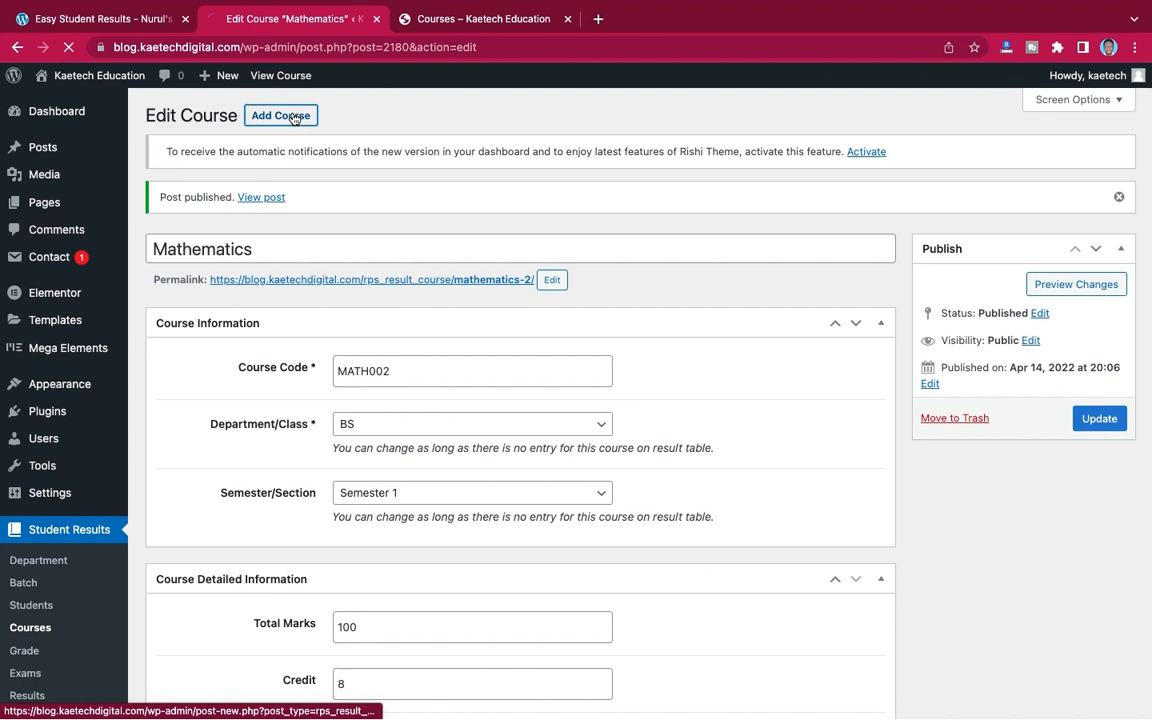 Easy Student Results - Nurul's
Edit Course "Mathematics" ‹ K
Courses – Kaetech Education
blog.kaetechdigital.com/wp-admin/post.php?post=2180&action=edit
Kaetech Education
0
New
View Course
Howdy, kaetech
Screen Options
Dashboard
Posts
Media
Pages
Comments
Contact 1
Elementor
Templates
Mega Elements
Appearance
Plugins
Users
Tools
Settings
Student Results
Department
Batch
Students
Courses
Grade
Exams
Results
Edit Course
Add Course
To receive the automatic notifications of the new version in your dashboard and to enjoy latest features of Rishi Theme, activate this feature. Activate
Post published. View post
Mathematics
Permalink: https://blog.kaetechdigital.com/rps_result_course/mathematics-2/ Edit
Course Information
Course Code *
MATH002
Department/Class *
BS
You can change as long as there is no entry for this course on result table.
Semester/Section
Semester 1
You can change as long as there is no entry for this course on result table.
Course Detailed Information
Total Marks
100
Credit
8
Publish
Preview Changes
Status: Published Edit
Visibility: Public Edit
Published on: Apr 14, 2022 at 20:06
Edit
Move to Trash
Update
https://blog.kaetechdigital.com/wp-admin/post-new.php?post_type=rps_result_...